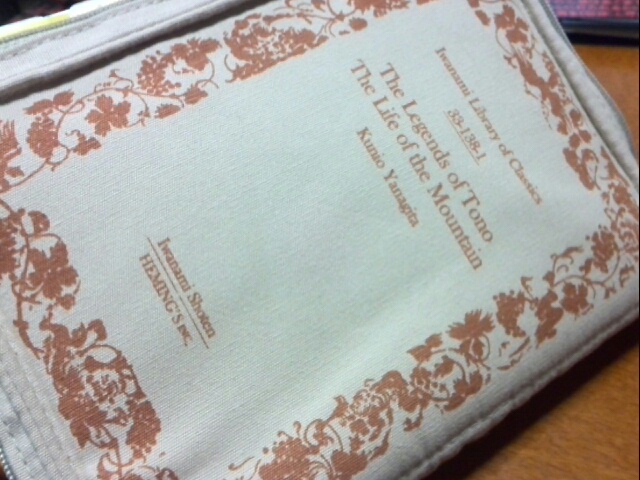 Iwanami Library of Classics
33-138-1
The Legends of Tono
The Life of the Mountain
Kunio Yanagita
Iwanami Shoten
HEMING'S INC.